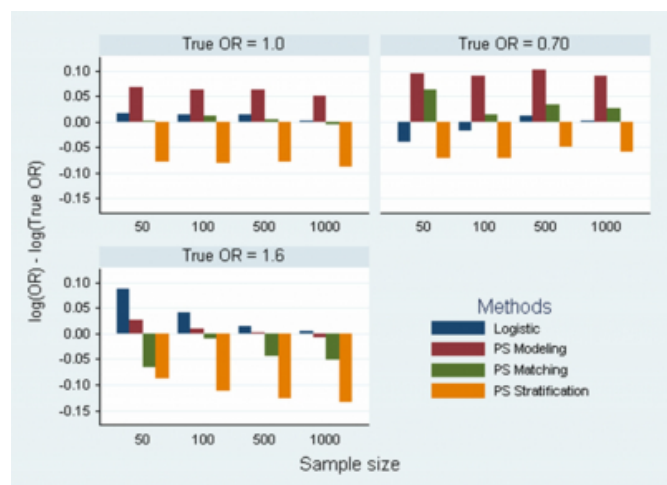 True OR = 1.0
True OR = 0.70
0.10
0.05
0.00
-0.05
-0.10
-0.15
50 100 500 1000
50 100 500 1000
log(OR) - log(True OR)
True OR = 1.6
0.10
0.05
0.00
-0.05
-0.10
-0.15
50 100 500 1000
Sample size
Methods
Logistic
PS Modeling
PS Matching
PS Stratification